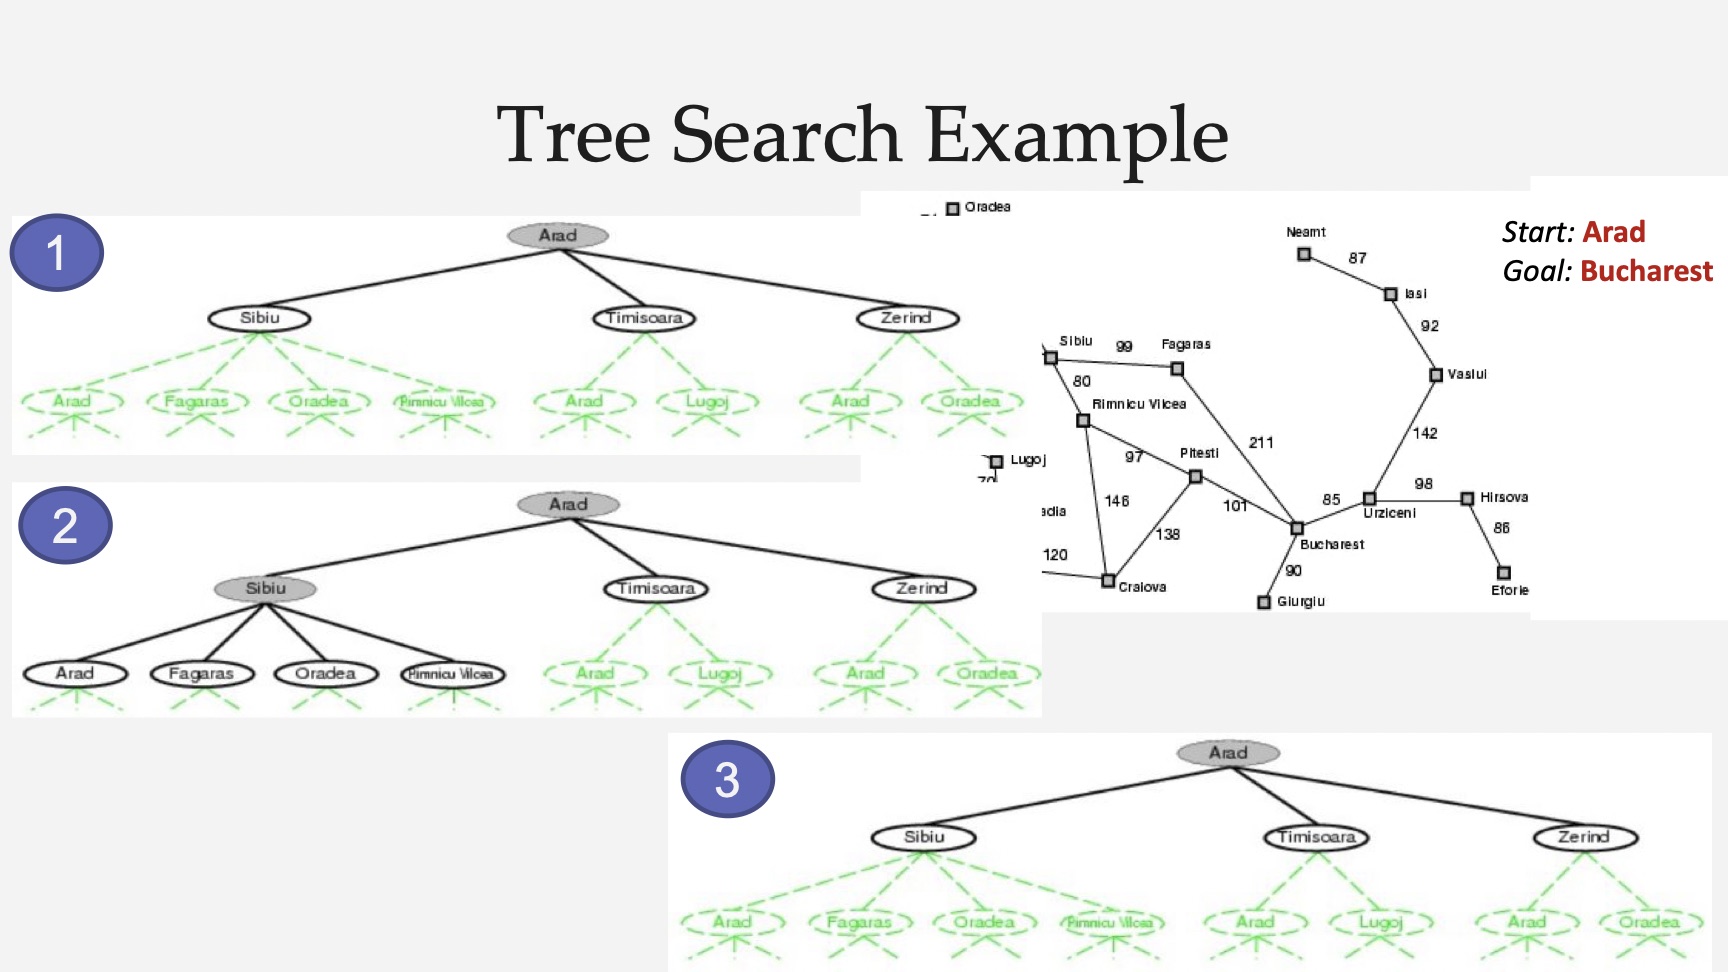 Tree Search Example
Start: Arad
Goal: Bucharest
1
Arad
Sibiu Timisoara Zerind
Arad Fagaras Oradea Rimnicu Vilcea Arad Lugoj Arad Oradea
2
Arad
Sibiu Timisoara Zerind
Arad Fagaras Oradea Rimnicu Vilcea Arad Lugoj Arad Oradea
Oradea
Neamt
87
Iasi
92
Sibiu 99 Fagaras
80
Vaslui
Rimnicu Vilcea
142
211
97 Pitesti
Lugoj
98
146 101 85 Hirsova
Urziceni
adia
138 86
Bucharest
120
90
Craiova
Eforie
Giurgiu
3
Arad
Sibiu Timisoara Zerind
Arad Fagaras Oradea Rimnicu Vilcea Arad Lugoj Arad Oradea